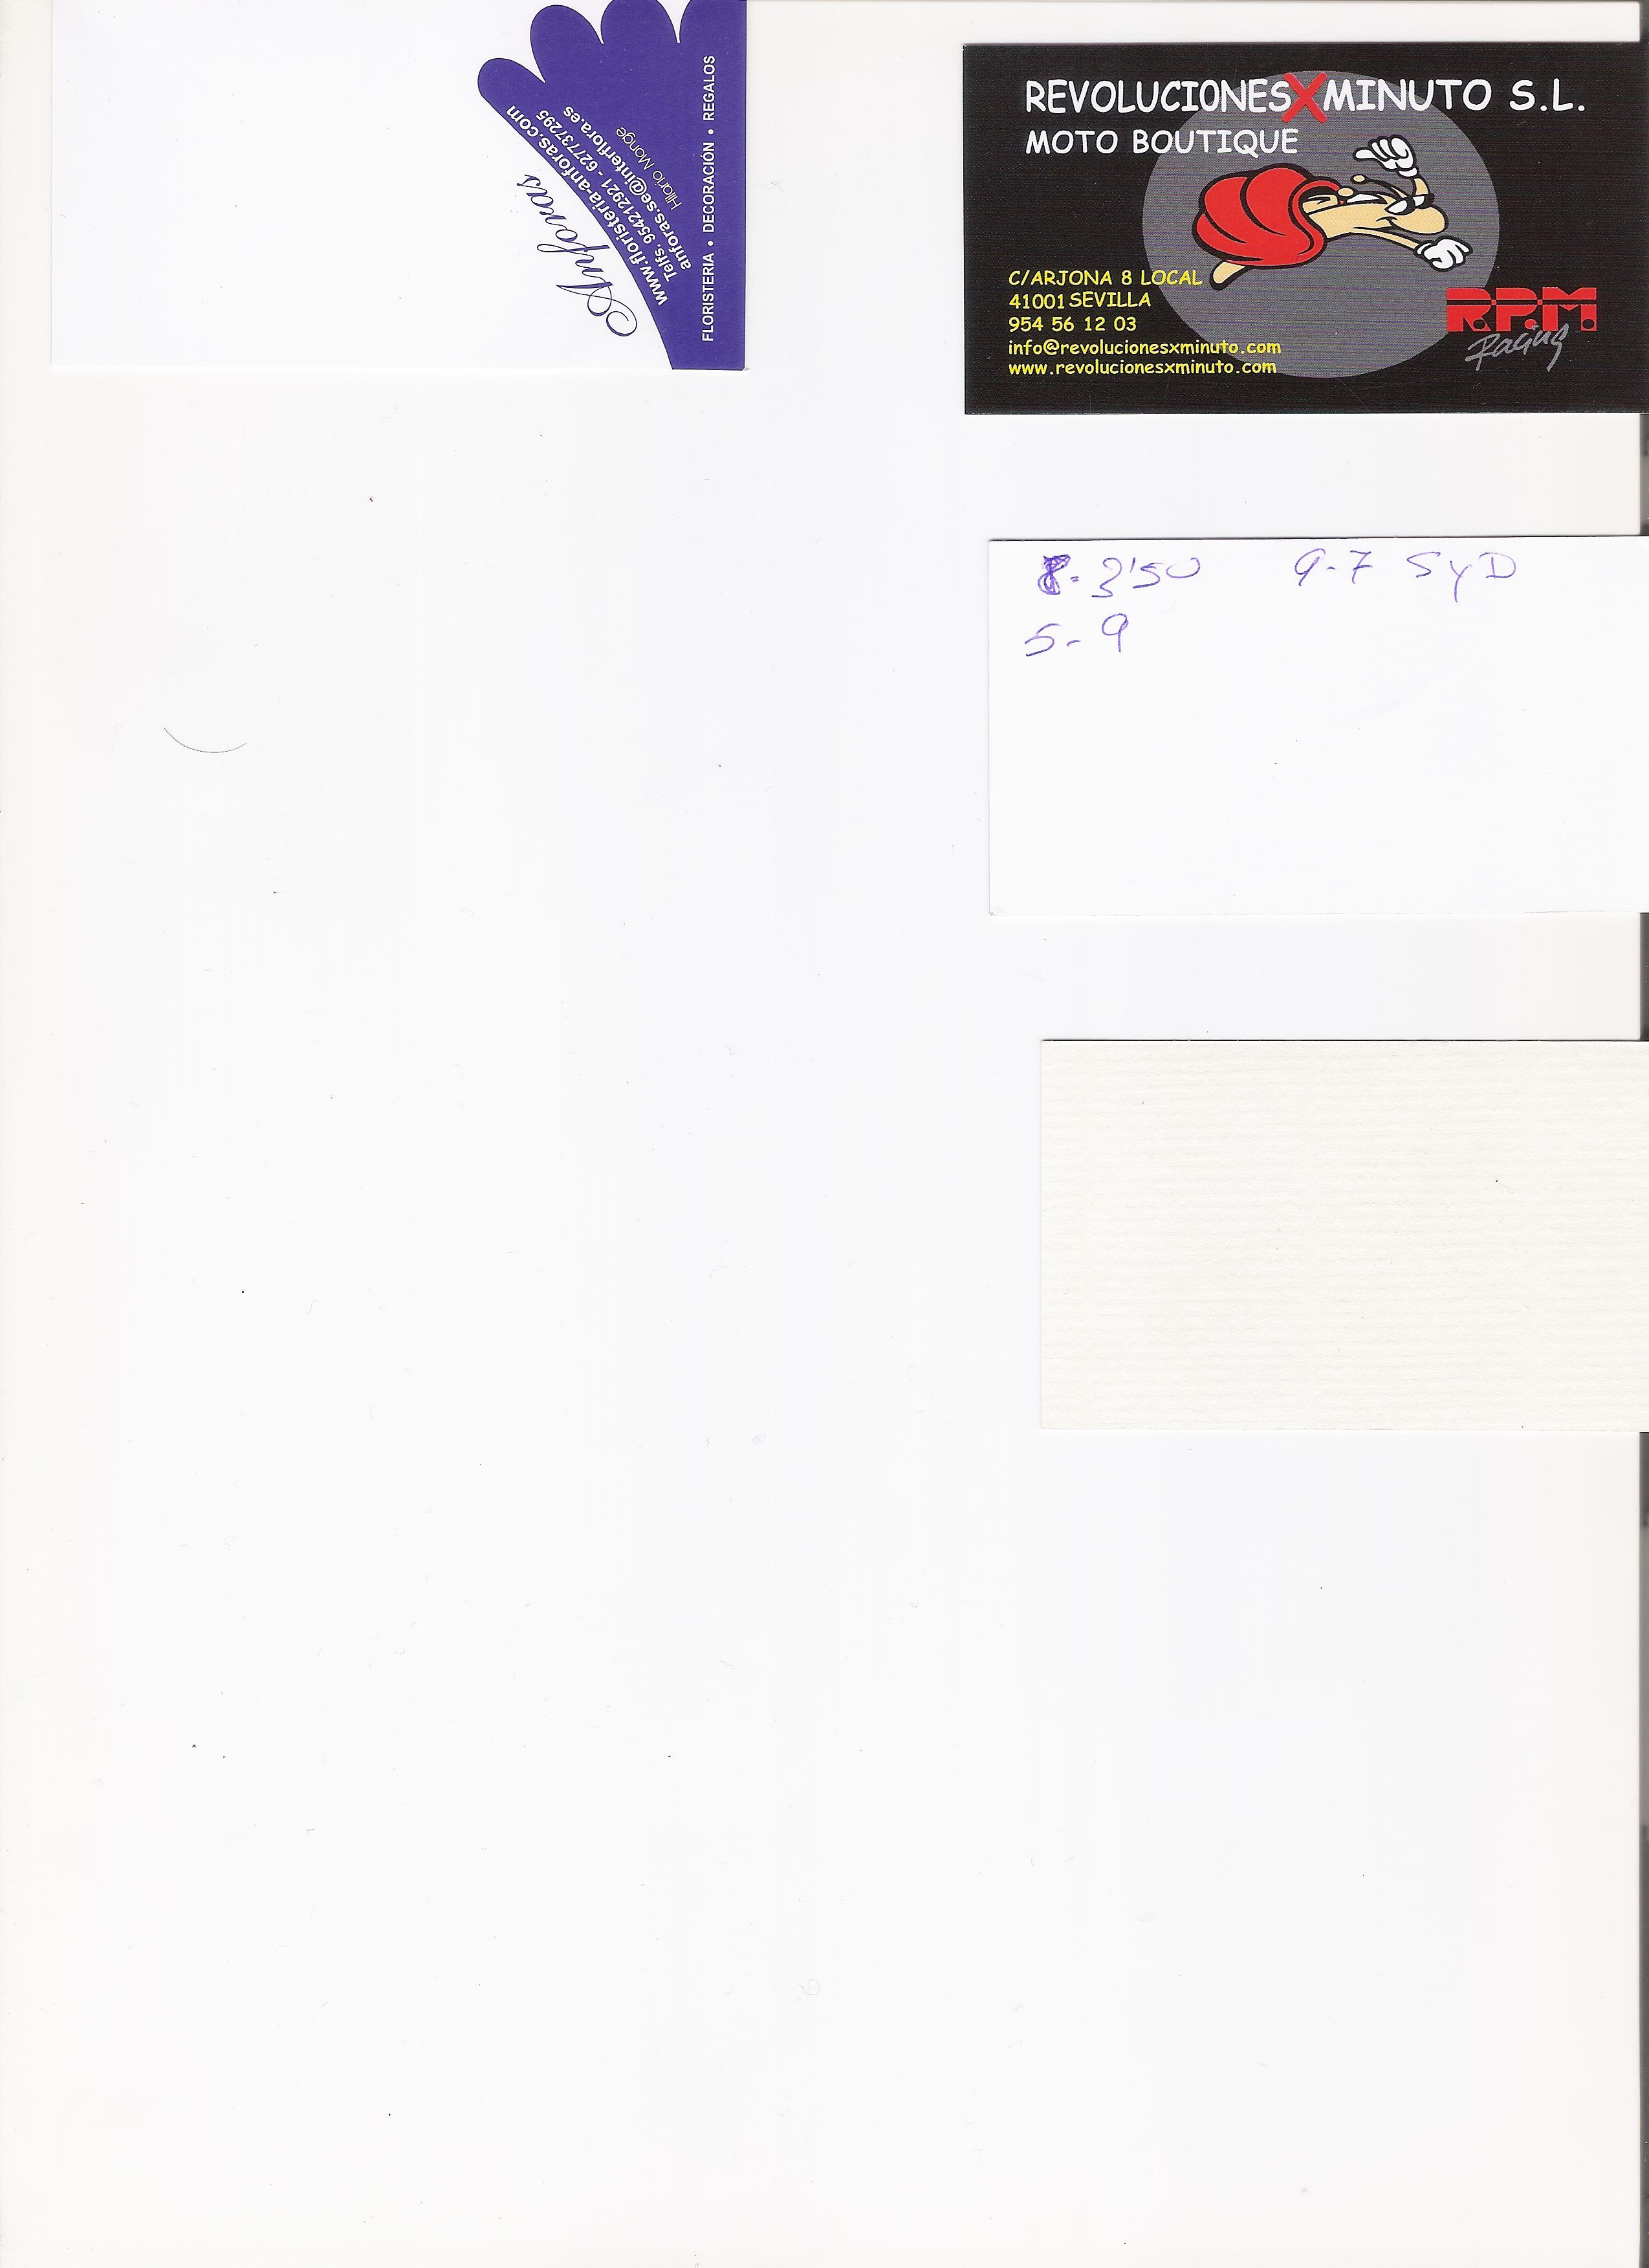 Anforas
www.floristeria-anforas.com
Telfs. 954212921 - 627737295
anforas.se@interflora.es
Hilario Monge
FLORISTERIA • DECORACIÓN • REGALOS
REVOLUCIONESXMINUTO S.L.
MOTO BOUTIQUE
C/ARJONA 8 LOCAL
41001 SEVILLA
954 56 12 03
info@revolucionesxminuto.com
www.revolucionesxminuto.com
R.P.M.
Racing
8-3'50 9-7 SyD
5-9